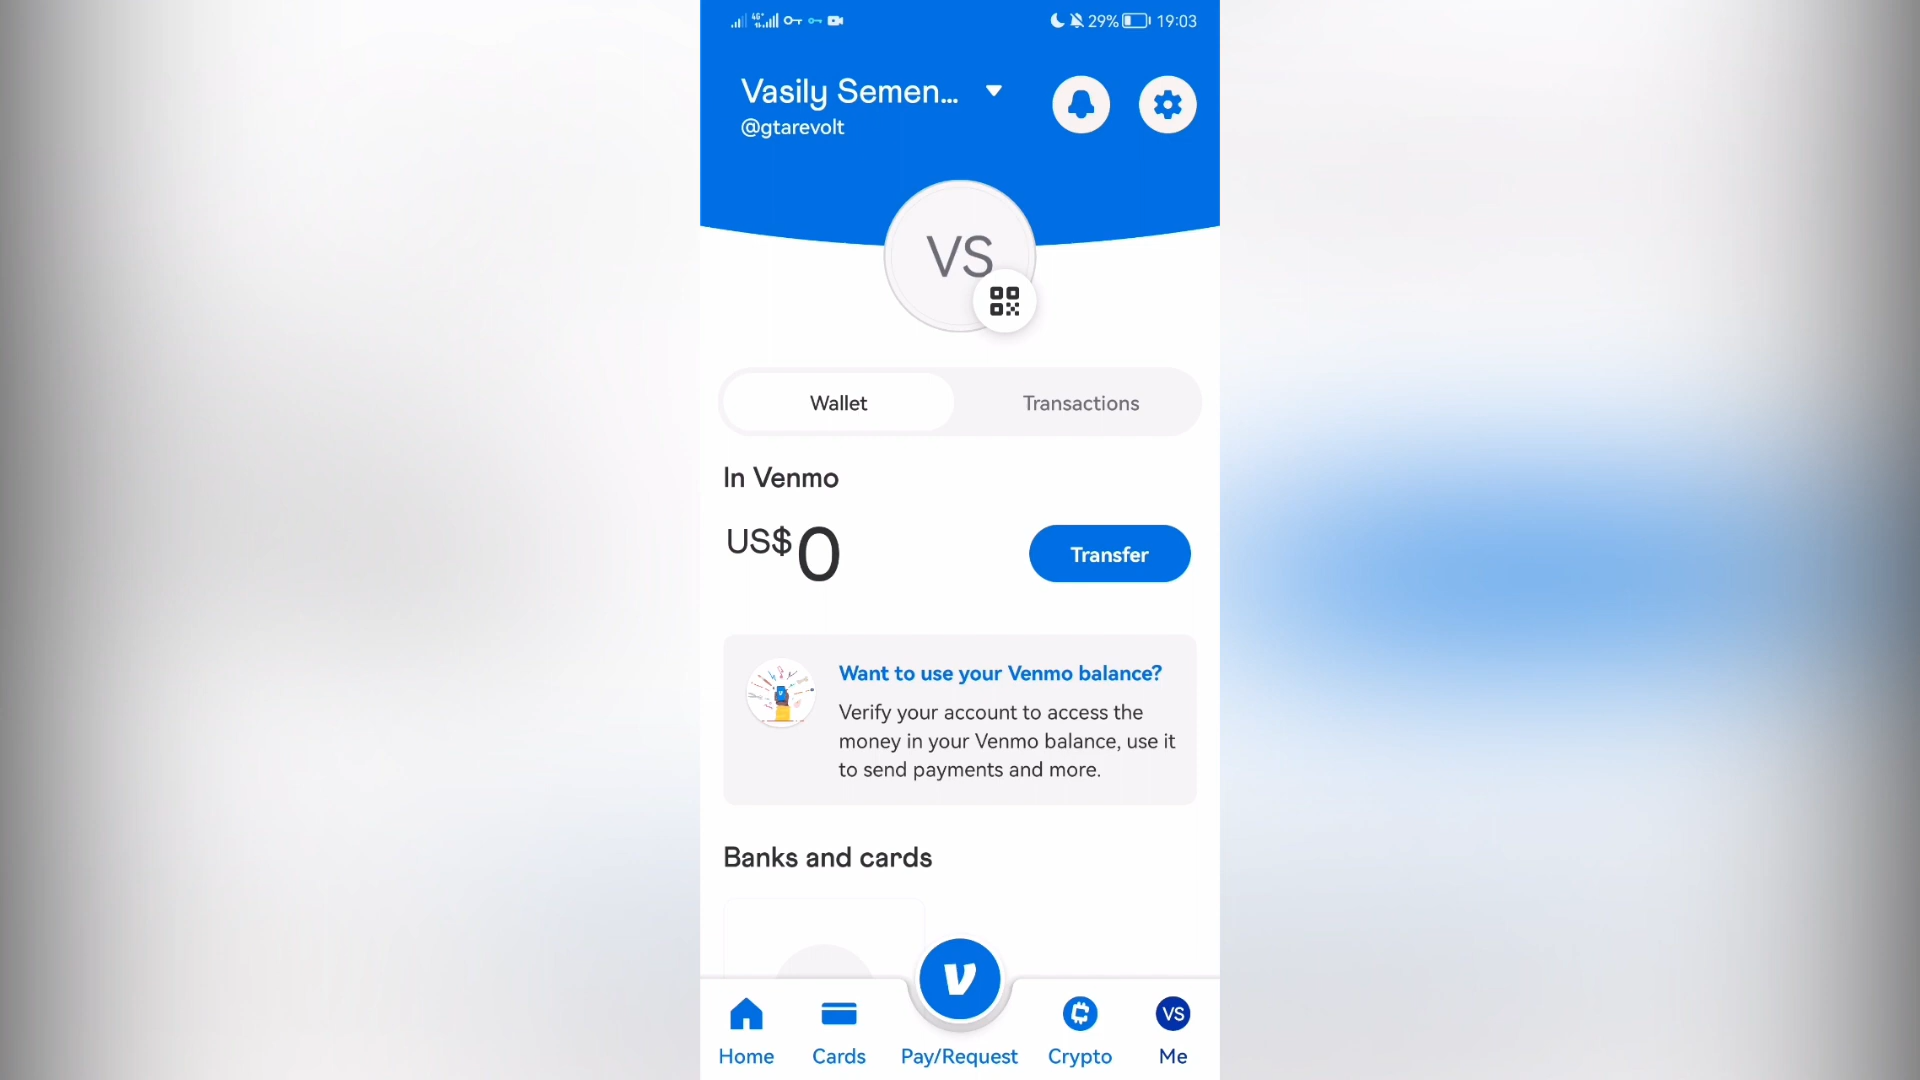 4G+ 29% 19:03
Vasily Semen...
@gtarevolt
VS
Wallet Transactions
In Venmo
US$0 Transfer
Want to use your Venmo balance?
Verify your account to access the
money in your Venmo balance, use it
to send payments and more.
Banks and cards
V
VS
Home Cards Pay/Request Crypto Me